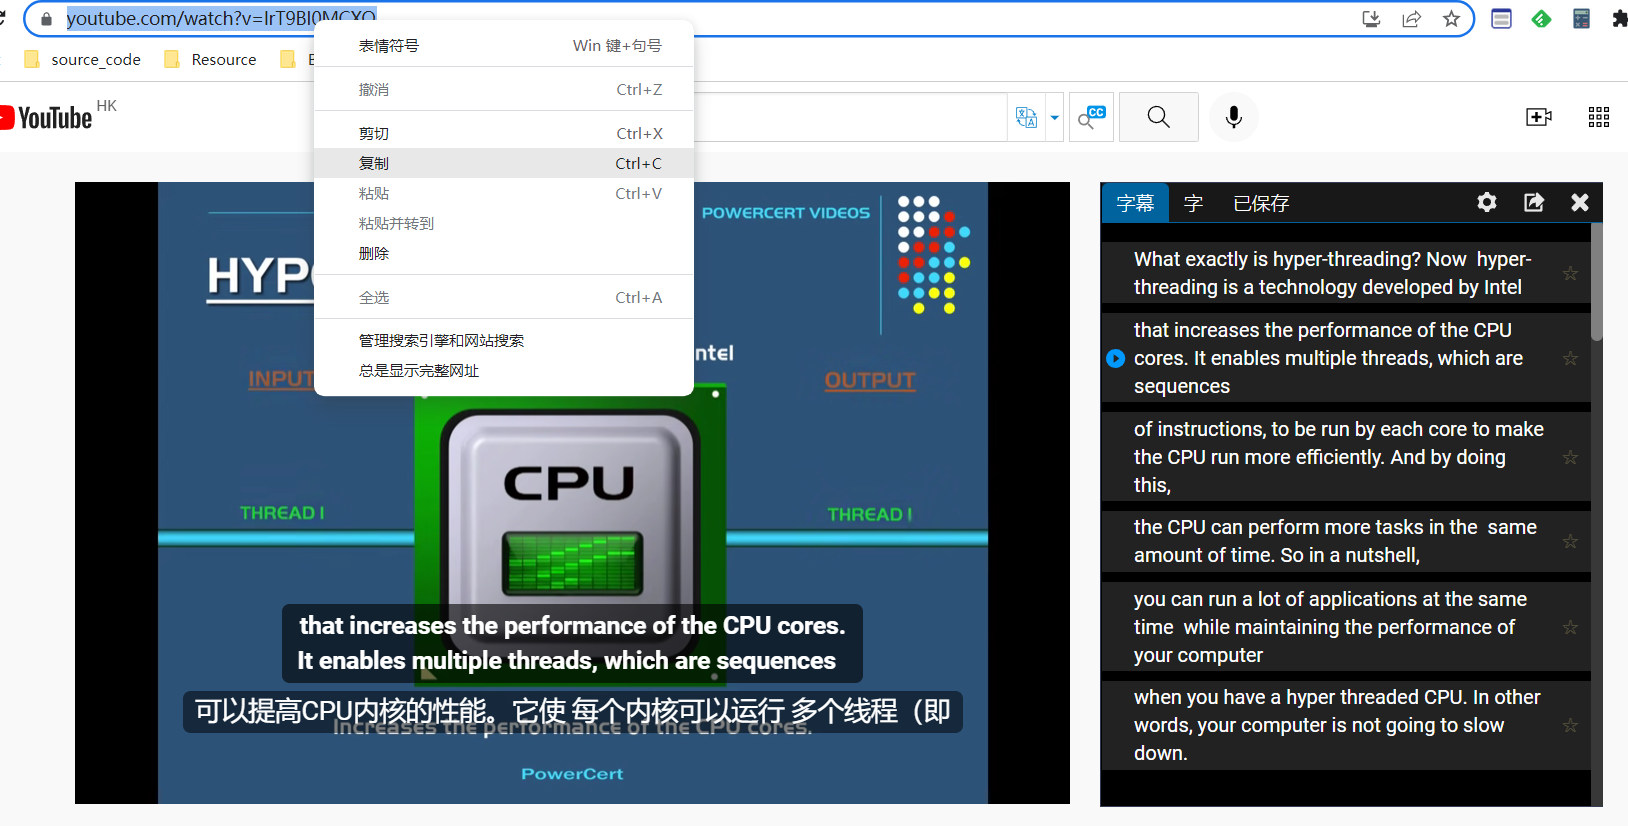 youtube.com/watch?v=IrT9BI0MCXQ
source_code
Resource
表情符号 Win 键+句号
撤消 Ctrl+Z
剪切 Ctrl+X
复制 Ctrl+C
粘贴 Ctrl+V
粘贴并转到
删除
全选 Ctrl+A
管理搜索引擎和网站搜索
总是显示完整网址
YouTube HK
CC
POWERCERT VIDEOS
HYP
ntel
INPUT
OUTPUT
CPU
THREAD 1
THREAD 1
that increases the performance of the CPU cores.
It enables multiple threads, which are sequences
可以提高CPU内核的性能。它使 每个内核可以运行 多个线程（即
Increases the performance of the CPU cores.
PowerCert
字幕 字 已保存
What exactly is hyper-threading? Now hyper-
threading is a technology developed by Intel
that increases the performance of the CPU
cores. It enables multiple threads, which are
sequences
of instructions, to be run by each core to make
the CPU run more efficiently. And by doing
this,
the CPU can perform more tasks in the same
amount of time. So in a nutshell,
you can run a lot of applications at the same
time while maintaining the performance of
your computer
when you have a hyper threaded CPU. In other
words, your computer is not going to slow
down.